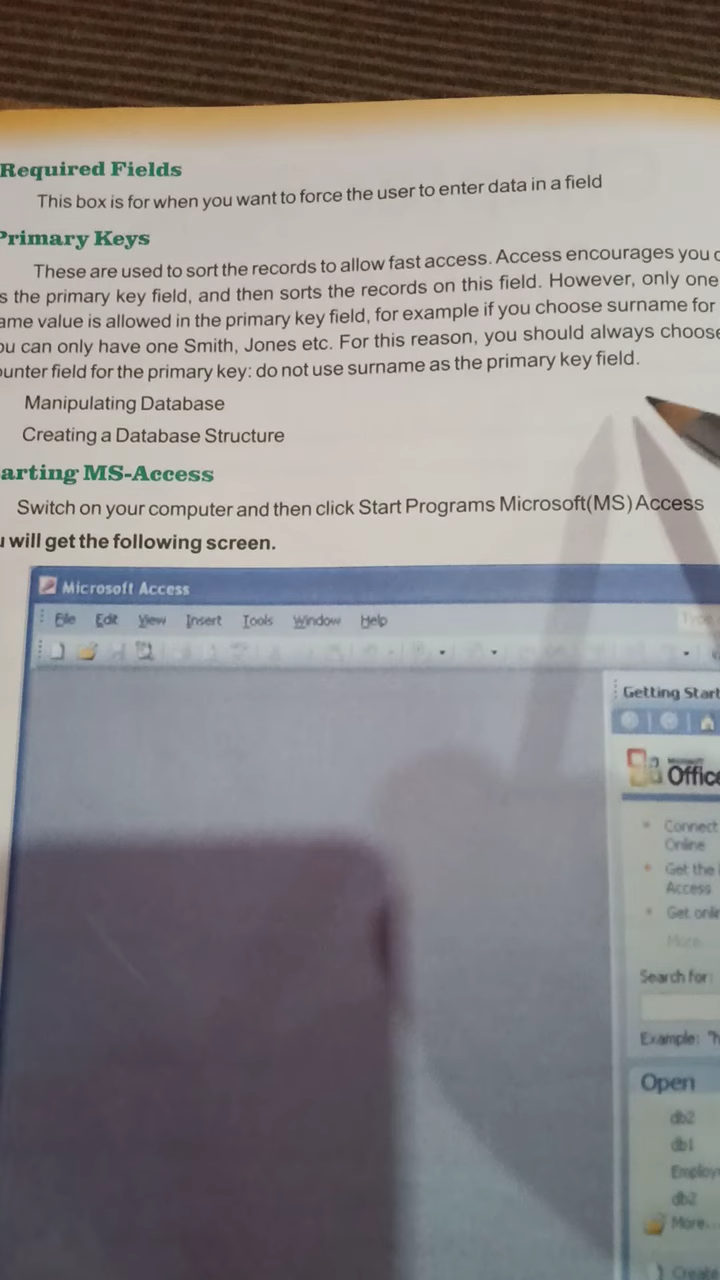 Required Fields
This box is for when you want to force the user to enter data in a field
Primary Keys
These are used to sort the records to allow fast access. Access encourages you
the primary key field, and then sorts the records on this field. However, only one
value is allowed in the primary key field, for example if you choose surname for
can only have one Smith, Jones etc. For this reason, you should always choose
field for the primary key: do not use surname as the primary key field.
Manipulating Database
Creating a Database Structure
arting MS-Access
Switch on your computer and then click Start Programs Microsoft(MS) Access
will get the following screen.
Microsoft Access
File Edit View Insert Tools Window Help
Getting Start
Office
Connect
Online
Get the
Access
Get onlin
More...
Search for:
Example:
Open
db2
db1
Employ
db2
More...
Create